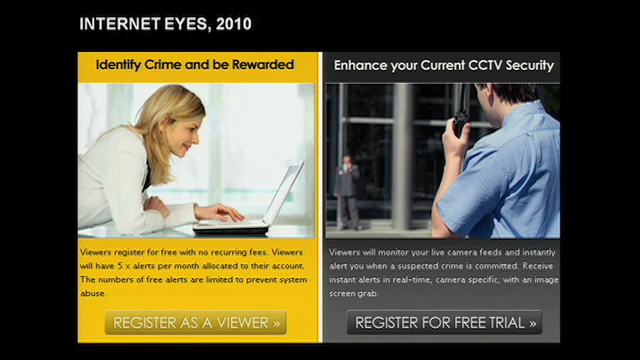 INTERNET EYES, 2010
Identify Crime and be Rewarded
Viewers register for free with no recurring fees. Viewers
will have 5 x alerts per month allocated to their account.
The numbers of free alerts are limited to prevent system
abuse.
REGISTER AS A VIEWER »
Enhance your Current CCTV Security
Viewers will monitor your live camera feeds and instantly
alert you when a suspected crime is committed. Receive
instant alerts in real-time, camera specific, with an image
screen grab.
REGISTER FOR FREE TRIAL »